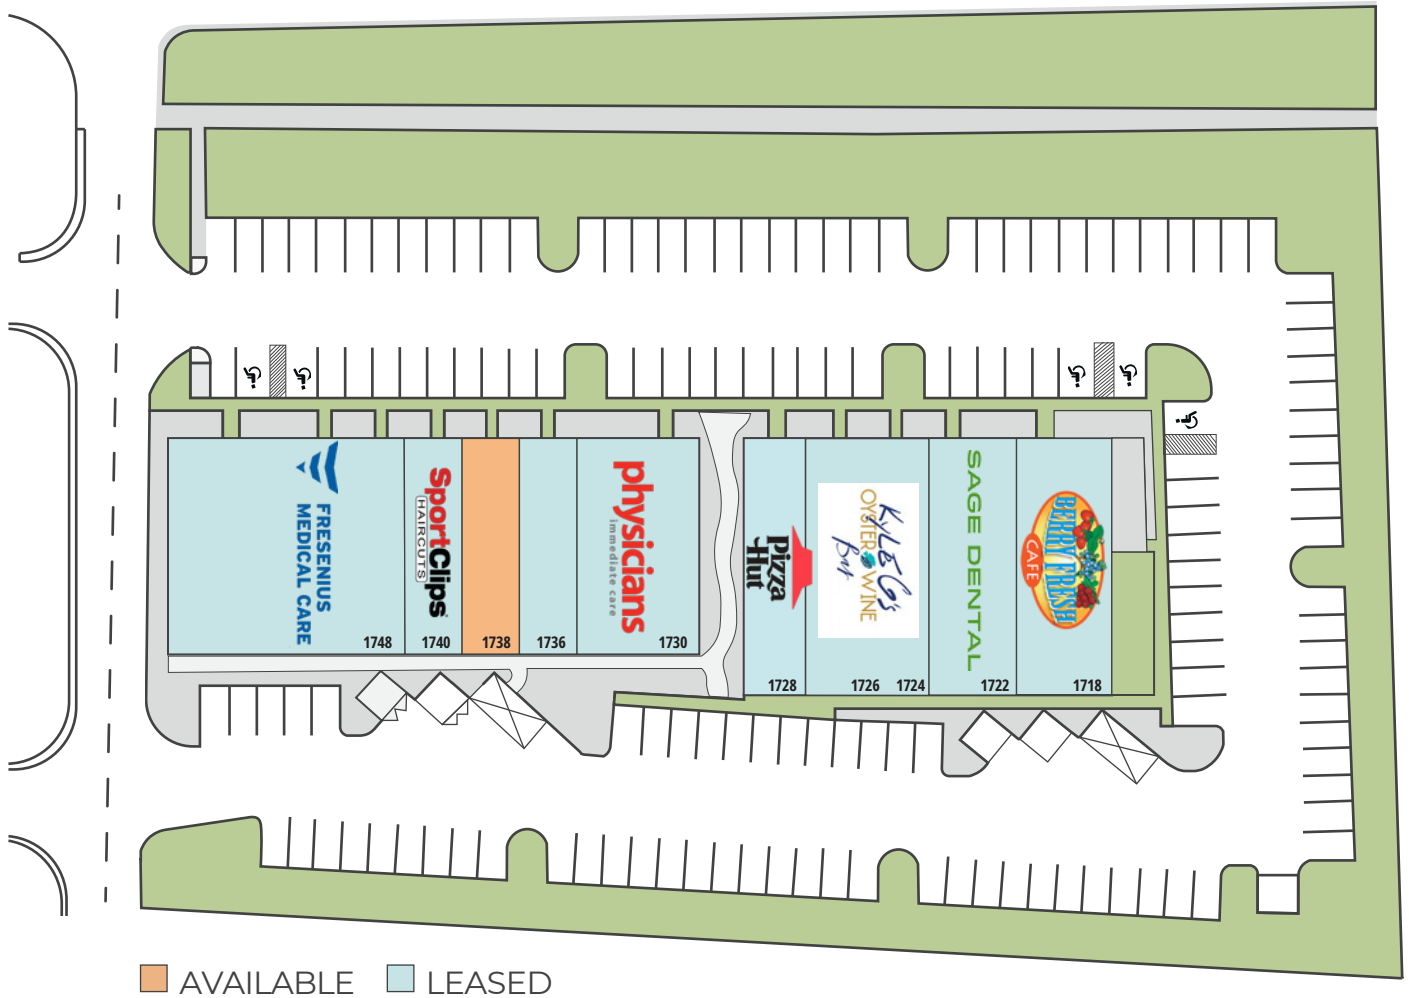 FRESENIUS
MEDICAL CARE
1748
SportClips
HAIRCUTS
1740
1738
1736
physicians
immediate care
1730
Pizza
Hut
1728
KYLE G's
OYSTER WINE
Bar
1726
1724
SAGE DENTAL
1722
BERRY FRESH
CAFE
1718
AVAILABLE
LEASED